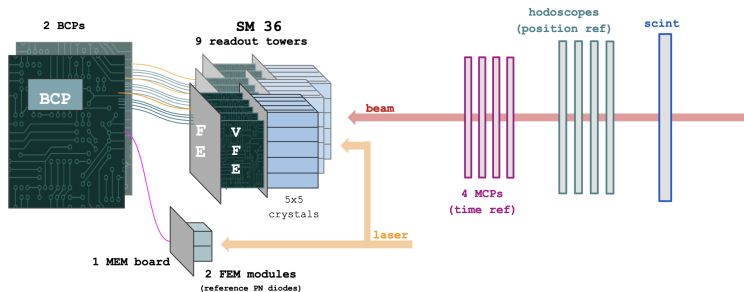 2 BCPs
SM 36
9 readout towers
hodoscopes
(position ref)
scint
BCP
beam
F
E
V
F
E
4 MCPs
(time ref)
5x5
crystals
laser
1 MEM board
2 FEM modules
(reference PN diodes)